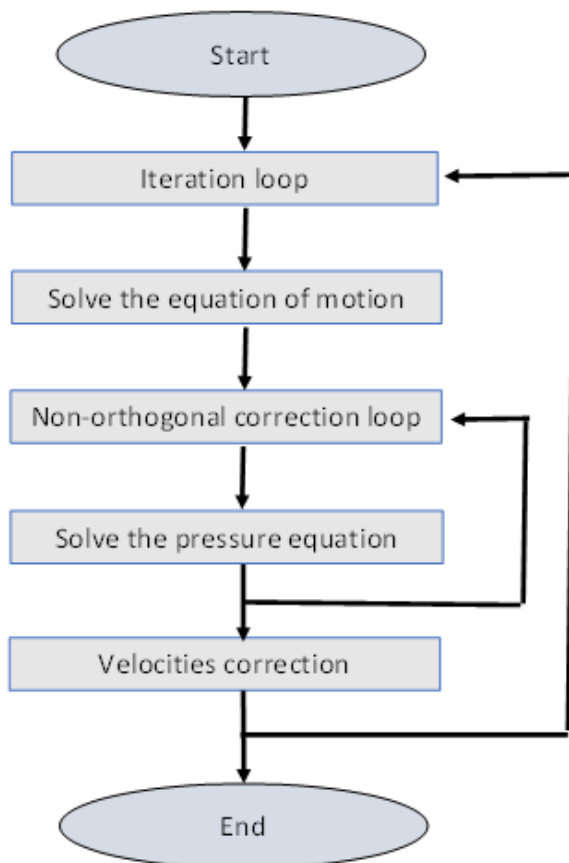 Start
Iteration loop
Solve the equation of motion
Non-orthogonal correction loop
Solve the pressure equation
Velocities correction
End